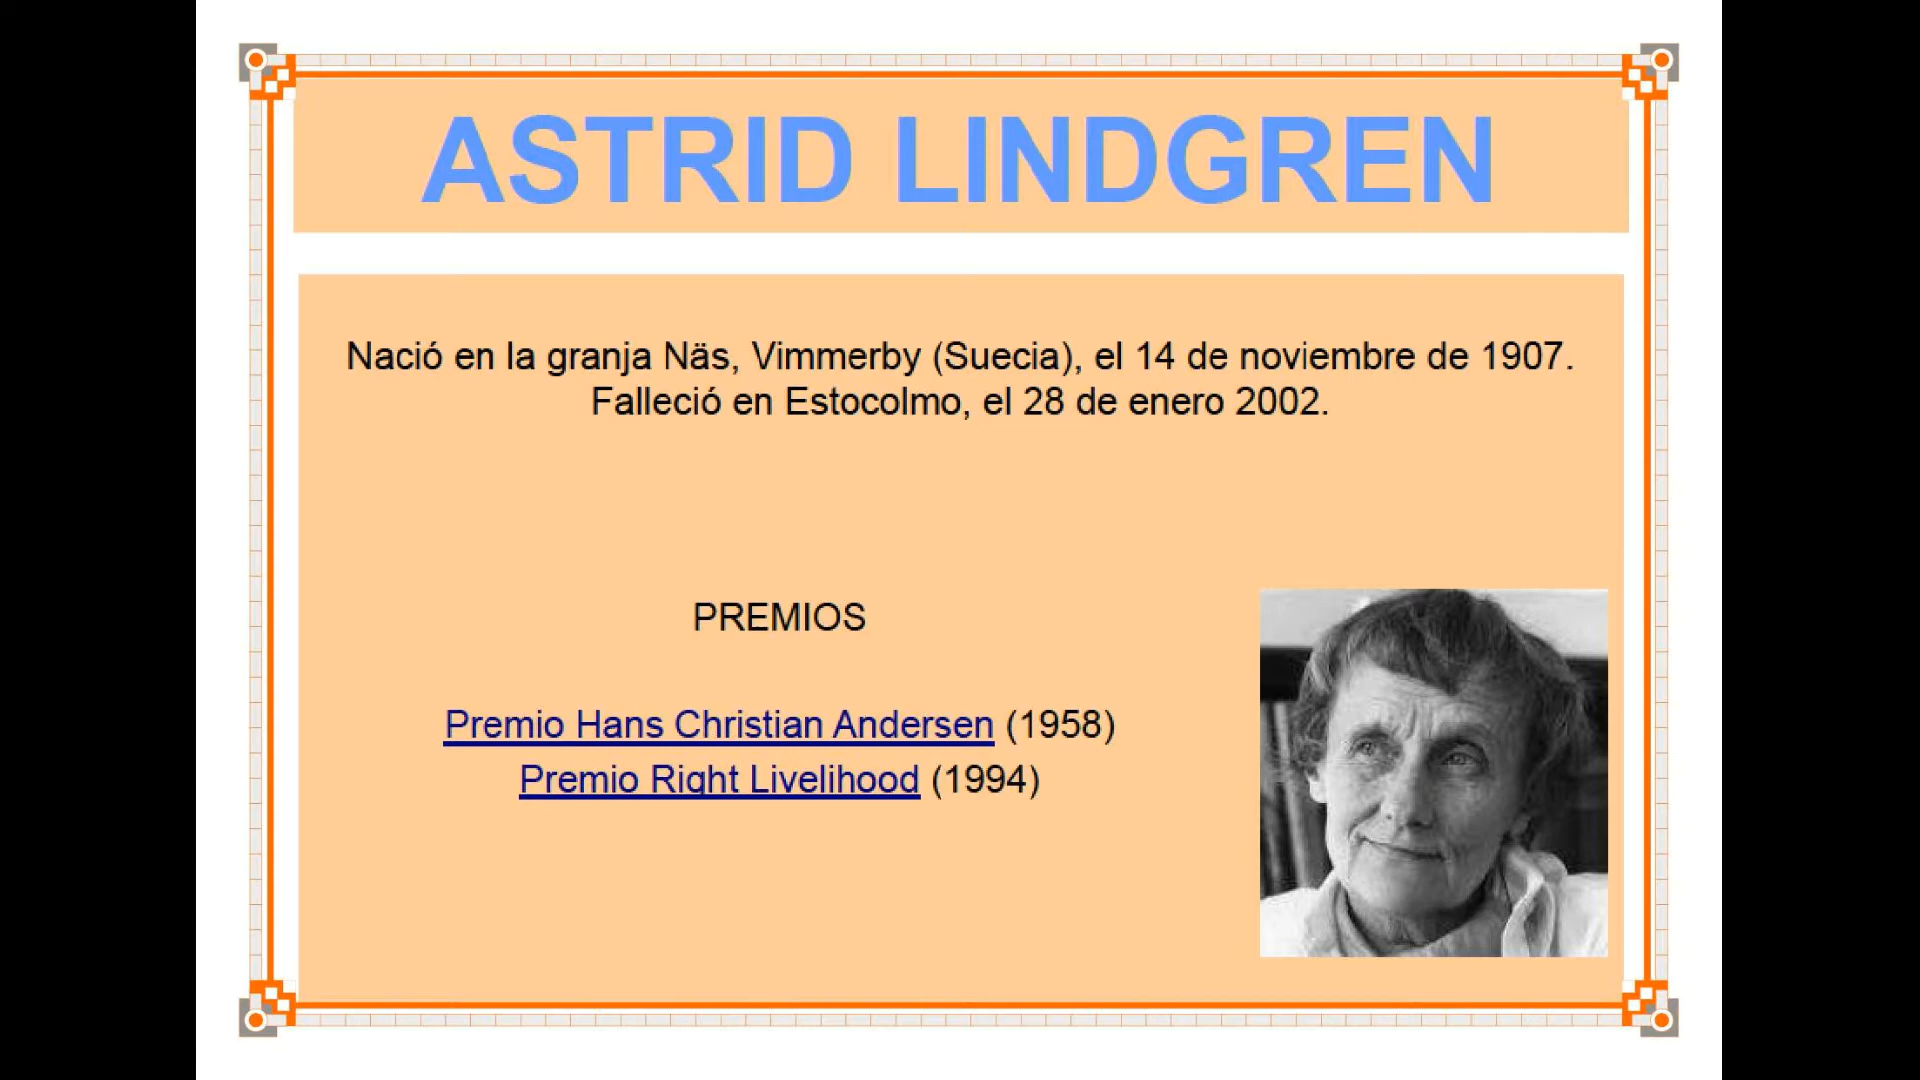 ASTRID LINDGREN
Nació en la granja Näs, Vimmerby (Suecia), el 14 de noviembre de 1907.
Falleció en Estocolmo, el 28 de enero 2002.
PREMIOS
Premio Hans Christian Andersen (1958)
Premio Right Livelihood (1994)